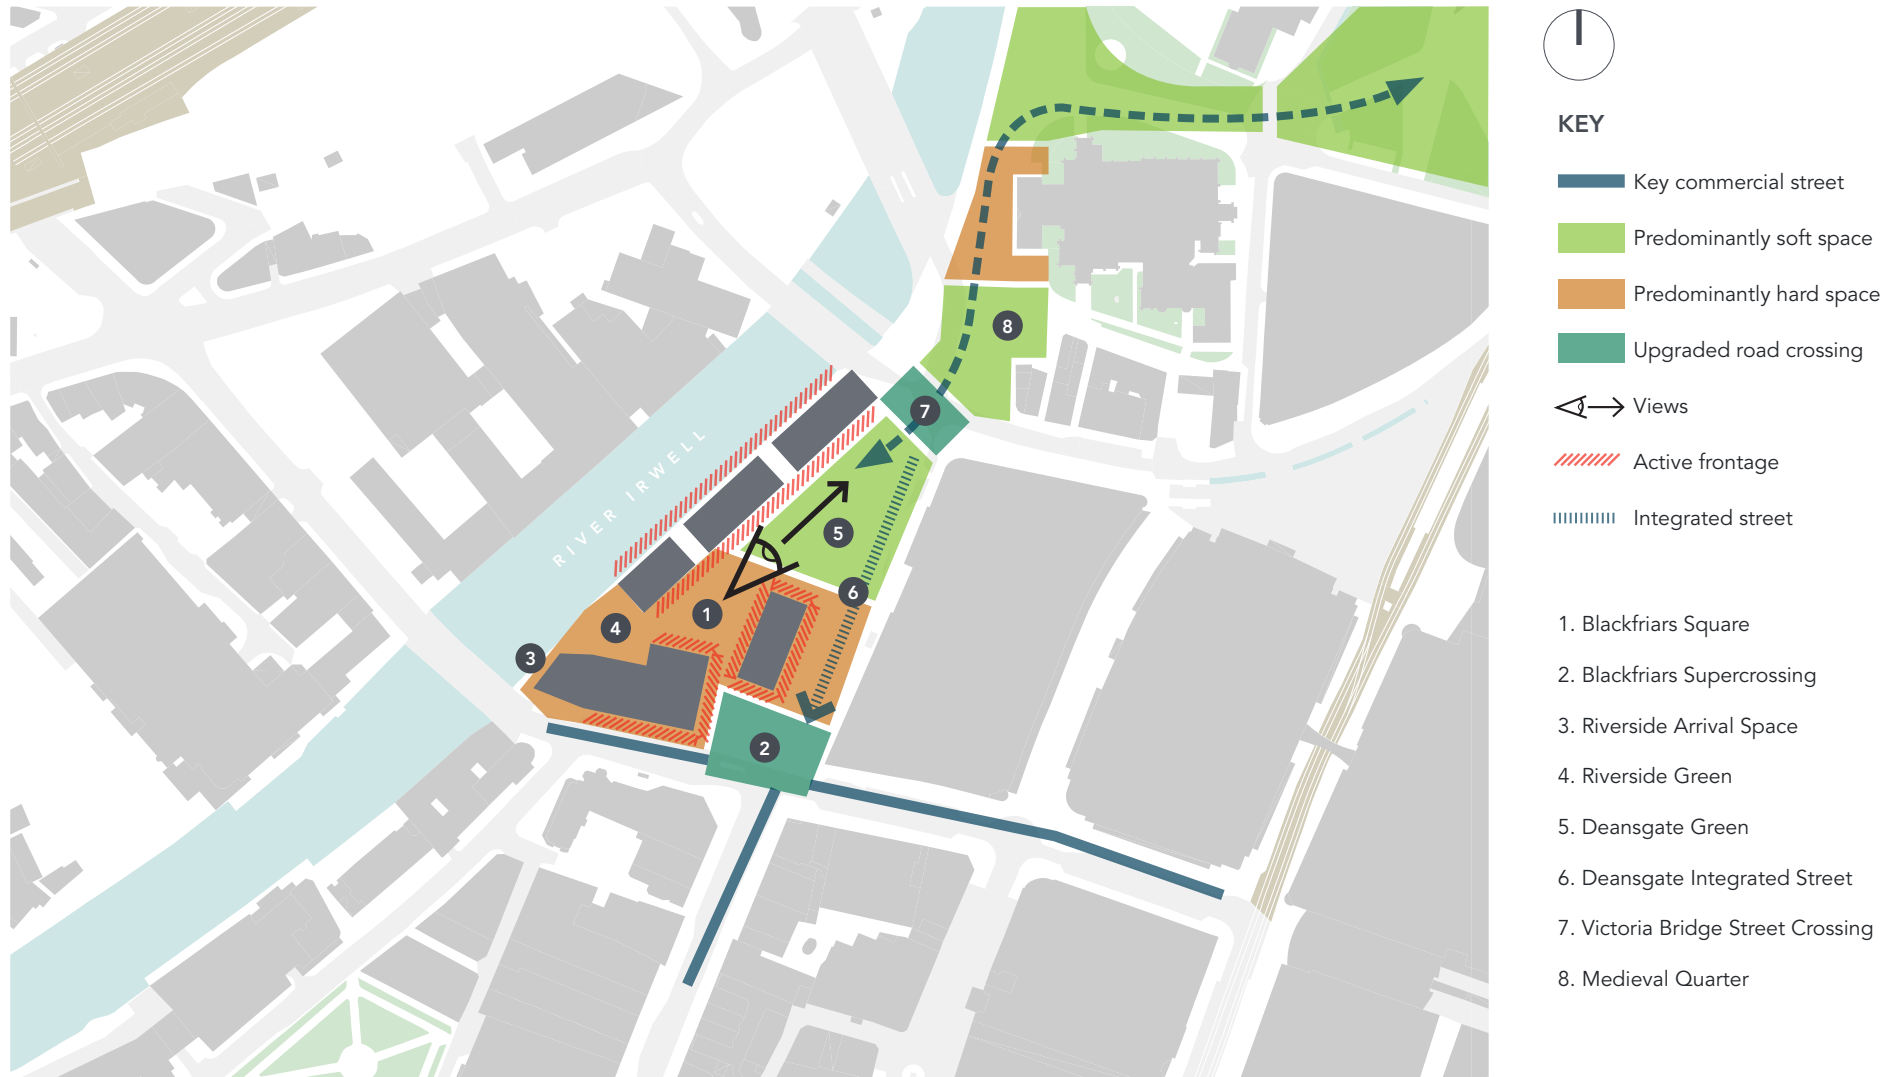 KEY
Key commercial street
Predominantly soft space
Predominantly hard space
Upgraded road crossing
Views
Active frontage
Integrated street
1. Blackfriars Square
2. Blackfriars Supercrossing
3. Riverside Arrival Space
4. Riverside Green
5. Deansgate Green
6. Deansgate Integrated Street
7. Victoria Bridge Street Crossing
8. Medieval Quarter
RIVER IRWELL
8
7
5
6
1
4
3
2